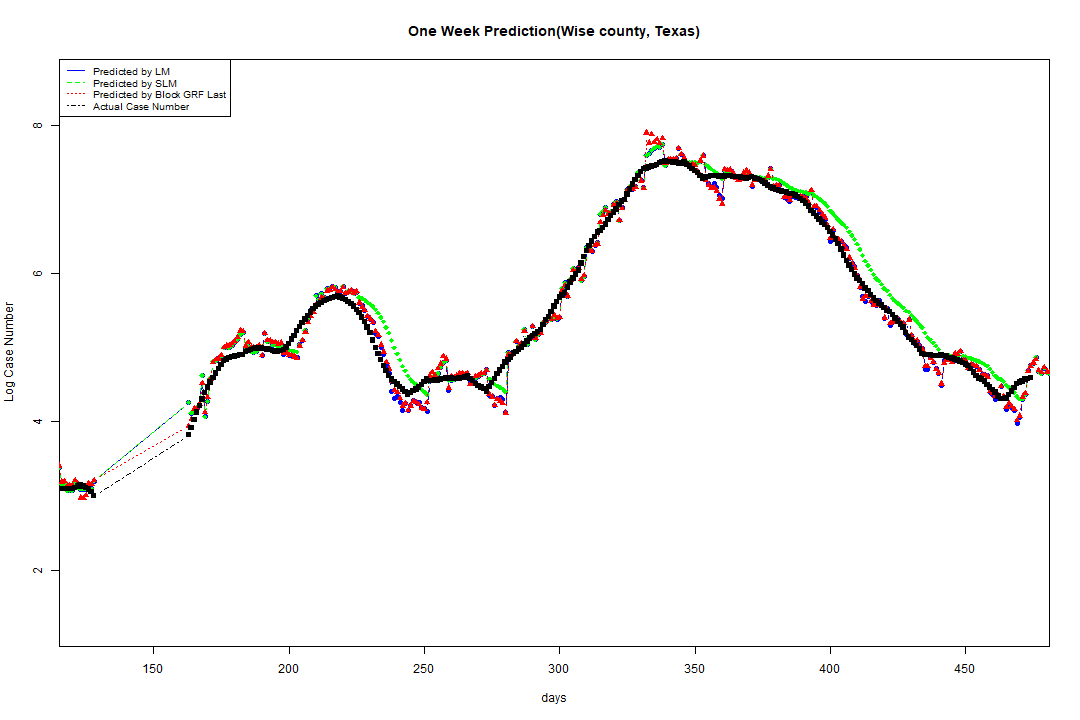 One Week Prediction(Wise county, Texas)
Predicted by LM
Predicted by SLM
Predicted by Block GRF Last
Actual Case Number
8
6
4
2
Log Case Number
150 200 250 300 350 400 450
days